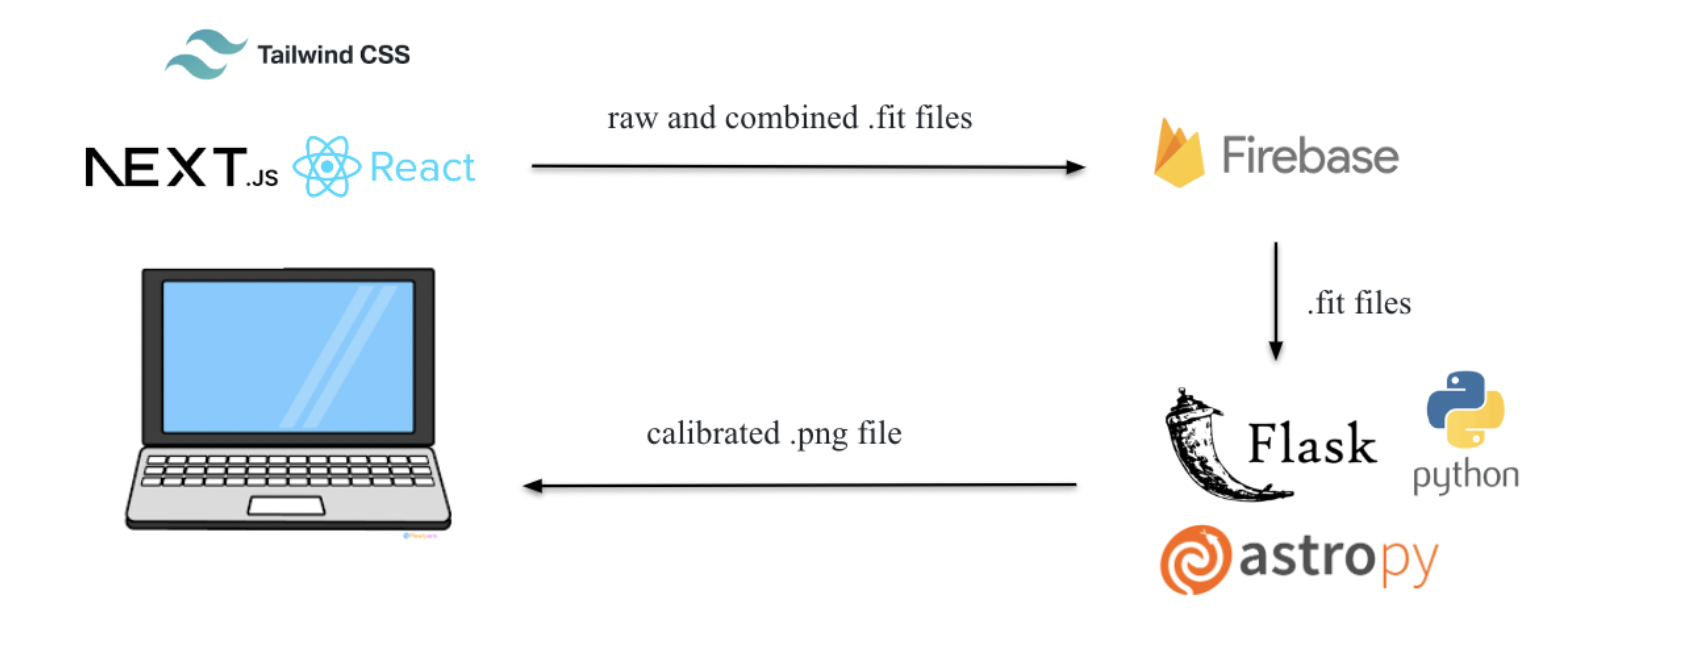 Tailwind CSS
raw and combined .fit files
NEXT.JS React
Firebase
.fit files
calibrated .png file
Flask
python
astropy